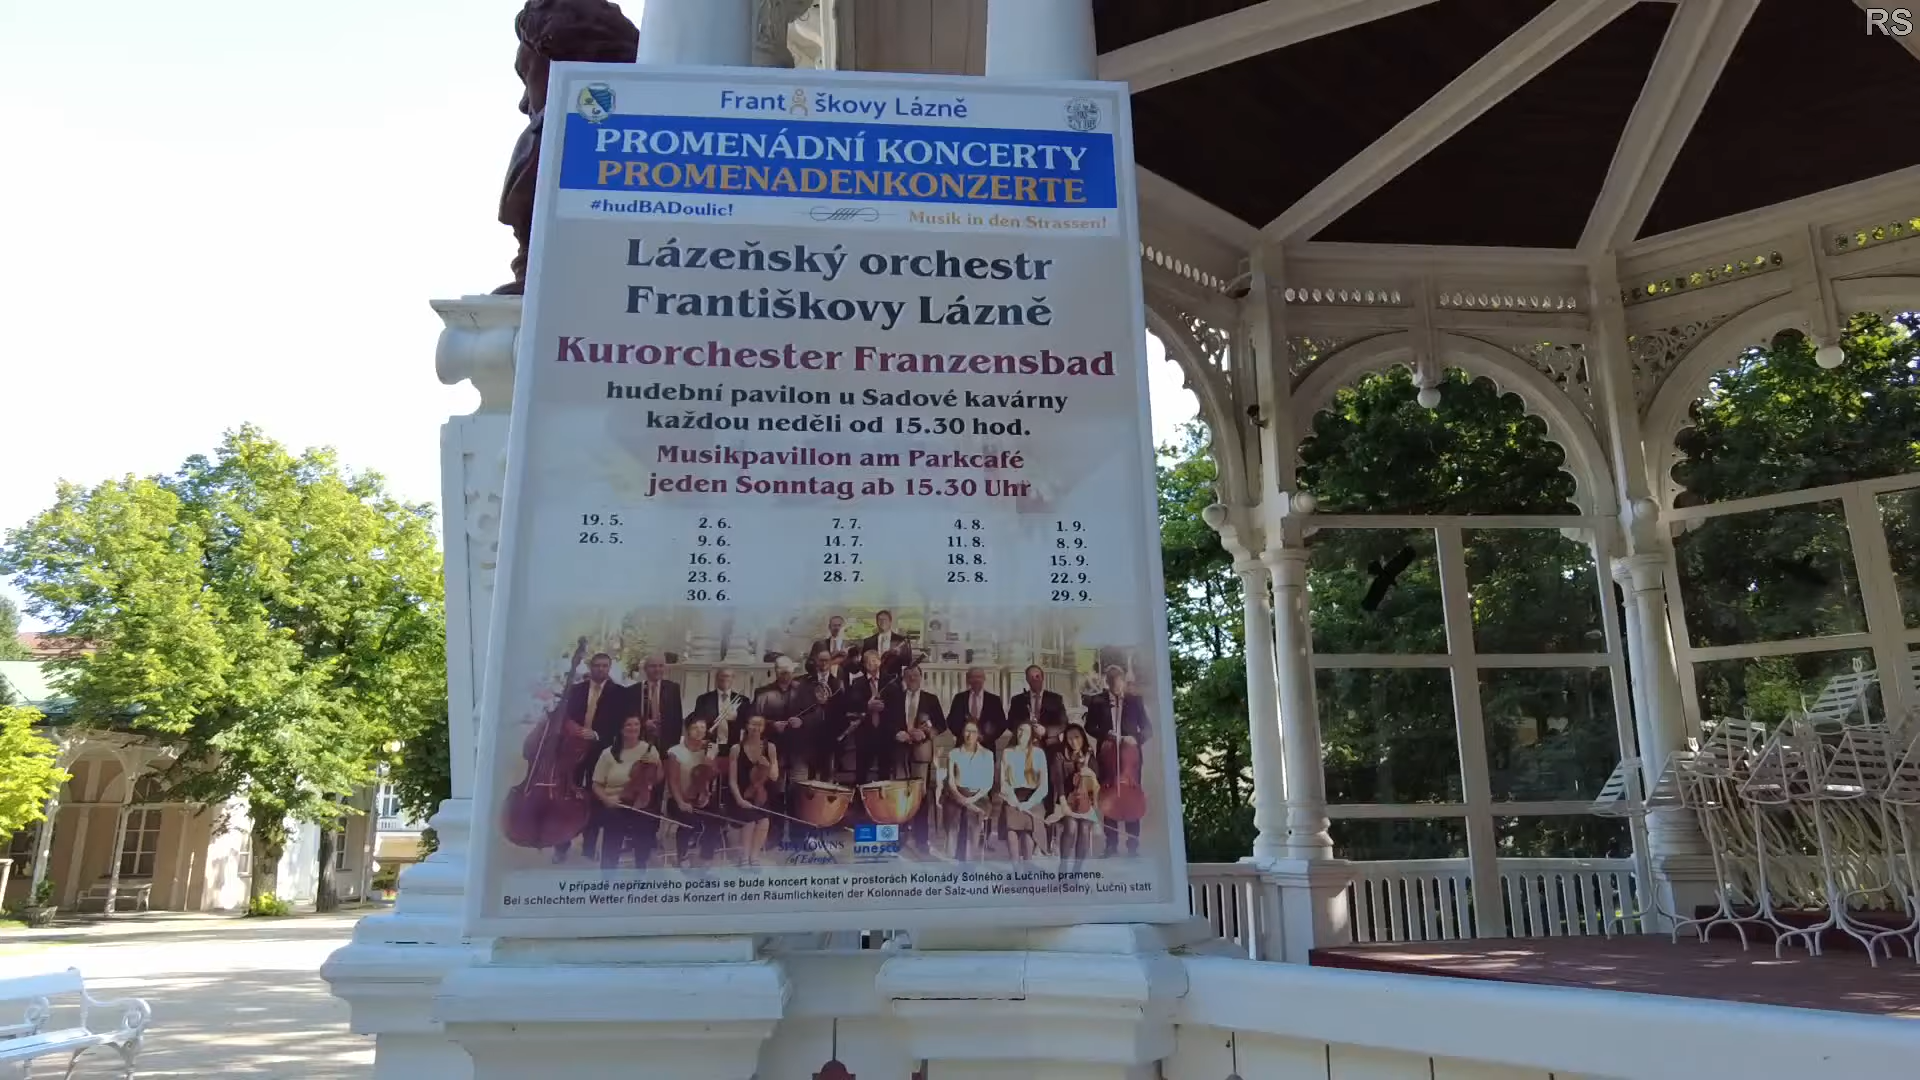 RS
Františkovy Lázně
PROMENÁDNÍ KONCERTY
PROMENADENKONZERTE
#hudBADoulic!
Musik in den Strassen!
Lázeňský orchestr
Františkovy Lázně
Kurorchester Franzensbad
hudební pavilon u Sadové kavárny
každou neděli od 15.30 hod.
Musikpavillon am Parkcafé
jeden Sonntag ab 15.30 Uhr
19. 5. 2. 6. 7. 7. 4. 8. 1. 9.
26. 5. 9. 6. 14. 7. 11. 8. 8. 9.
16. 6. 21. 7. 18. 8. 15. 9.
23. 6. 28. 7. 25. 8. 22. 9.
30. 6. 29. 9.
SPA TOWNS
of Europe
unesco
V případě nepříznivého počasí se bude koncert konat v prostorách Kolonády Solného a Lučního pramene.
Bei schlechtem Wetter findet das Konzert in den Räumlichkeiten der Kolonnade der Salz-und Wiesenquelle(Solný, Luční) statt